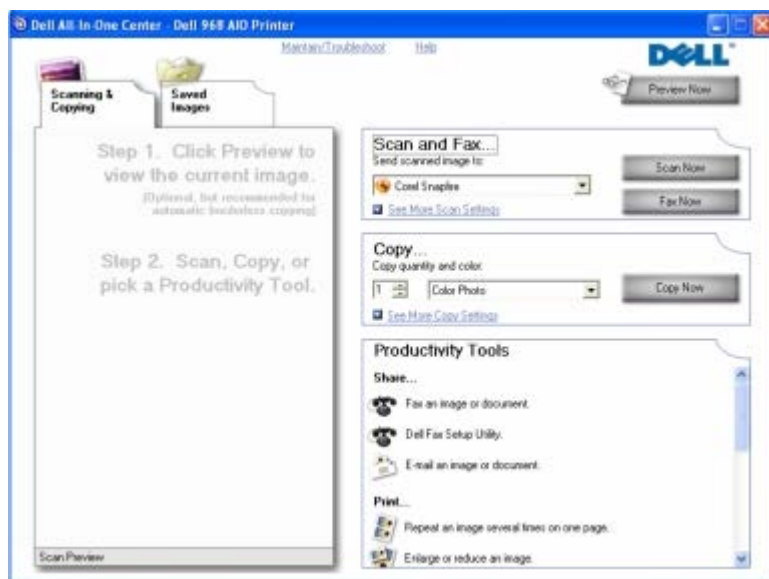 Dell All-In-One Center - Dell 968 AIO Printer
Maintain/Troubleshoot Help
DELL
Preview Now
Scanning &
Copying
Saved
Images
Step 1. Click Preview to
view the current image.
(Optional, but recommended for
automatic borderless copying)
Step 2. Scan, Copy, or
pick a Productivity Tool.
Scan Preview
Scan and Fax...
Send scanned image to:
Corel Snapfire
Scan Now
See More Scan Settings
Fax Now
Copy...
Copy quantity and color:
1 Color Photo
Copy Now
See More Copy Settings
Productivity Tools
Share...
Fax an image or document.
Dell Fax Setup Utility.
E-mail an image or document.
Print...
Repeat an image several times on one page.
Enlarge or reduce an image.